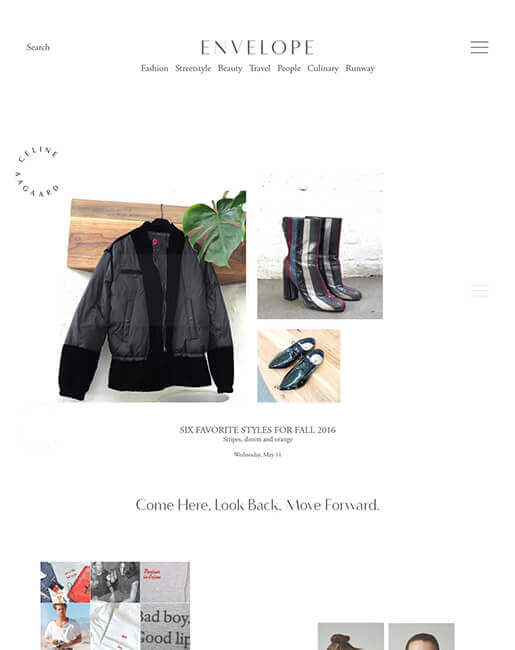 Search
ENVELOPE
Fashion Streetstyle Beauty Travel People Culinary Runway
CELINE
AAGAARD
SIX FAVORITE STYLES FOR FALL 2016
Stripes, denim and orange
Wednesday, May 11
Come Here, Look Back, Move Forward.
Bad boy,
Good lip